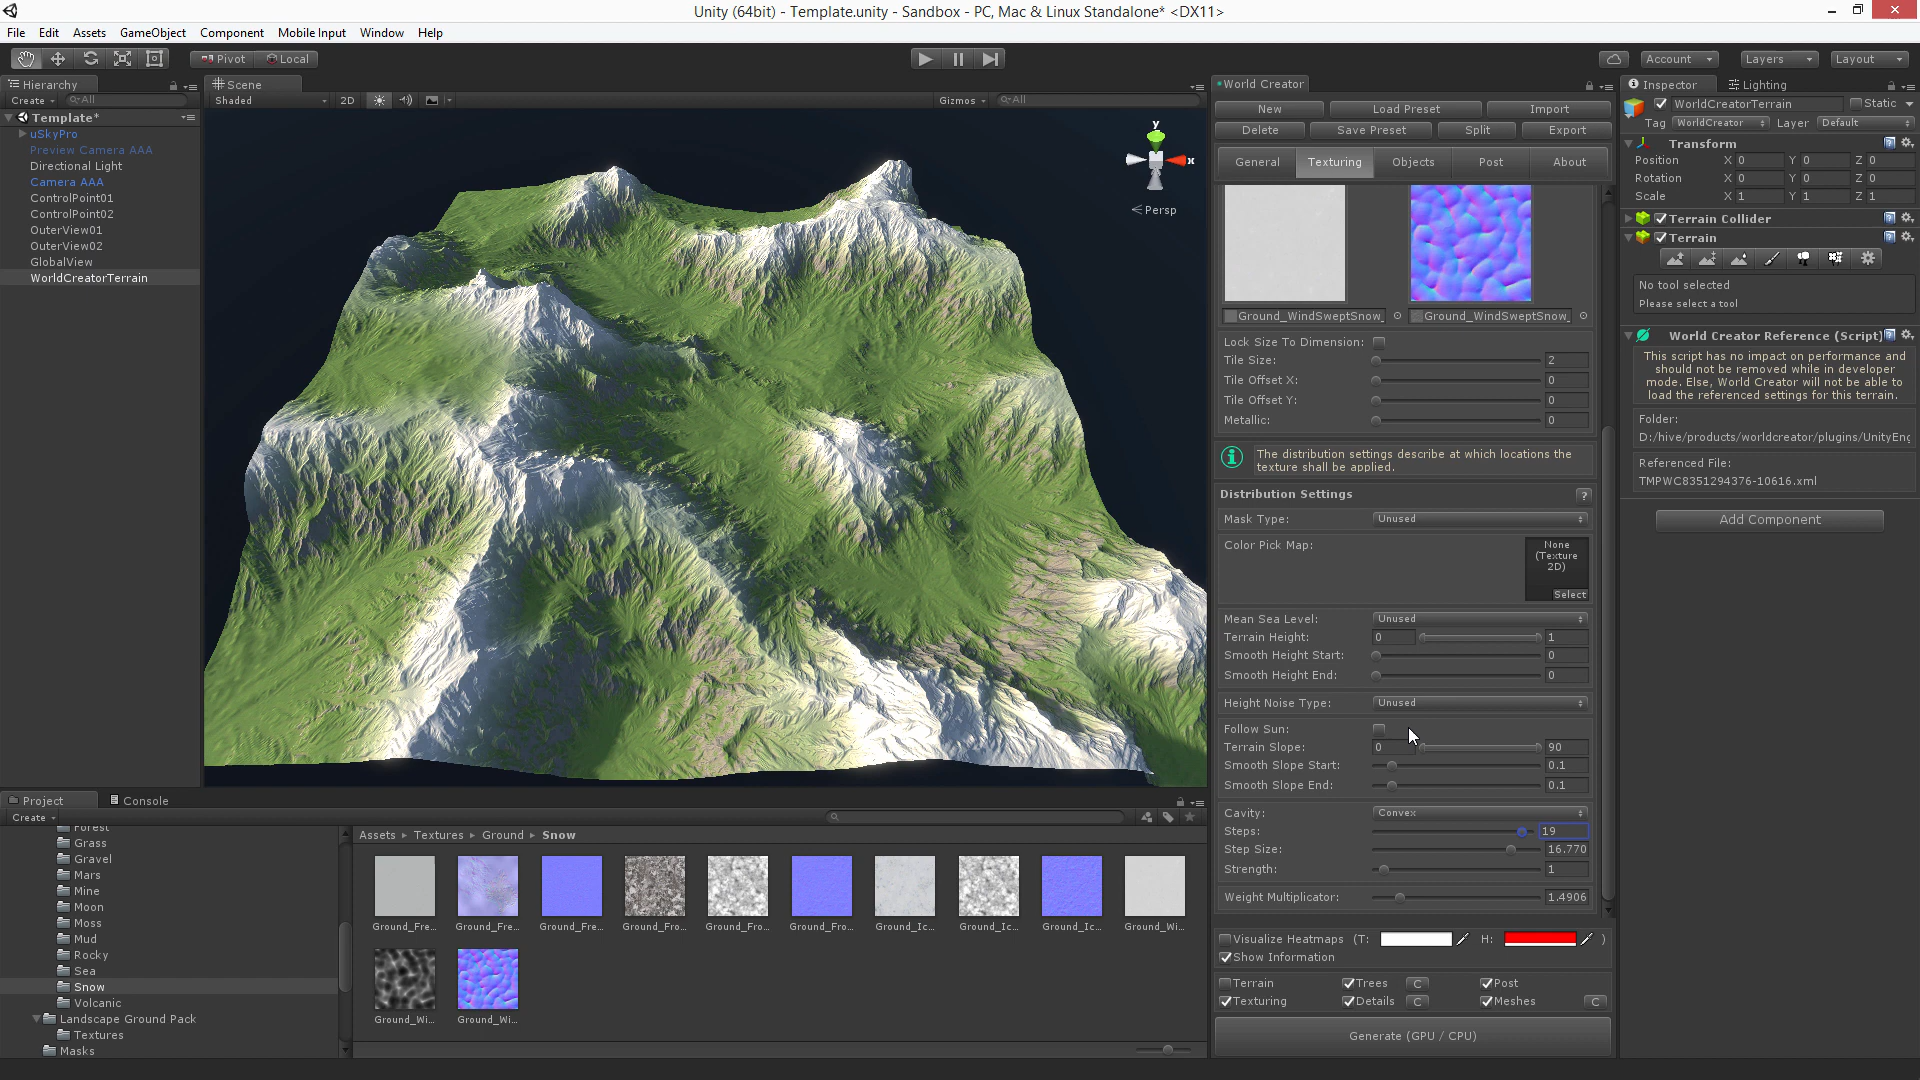 Unity (64bit) - Template.unity - Sandbox - PC, Mac & Linux Standalone* <DX11>
File Edit Assets GameObject Component Mobile Input Window Help
Pivot Local
Account Layers Layout
Hierarchy
Create All
Template*
uSkyPro
Preview Camera AAA
Directional Light
Camera AAA
ControlPoint01
ControlPoint02
OuterView01
OuterView02
GlobalView
WorldCreatorTerrain
Scene
Shaded 2D Gizmos All
y
x
Persp
World Creator
New Load Preset Import
Delete Save Preset Split Export
General Texturing Objects Post About
Ground_WindSweptSnow_ Ground_WindSweptSnow_
Lock Size To Dimension:
Tile Size: 2
Tile Offset X: 0
Tile Offset Y: 0
Metallic: 0
The distribution settings describe at which locations the
texture shall be applied.
Distribution Settings ?
Mask Type: Unused
Color Pick Map: None
(Texture
2D)
Select
Mean Sea Level: Unused
Terrain Height: 0 1
Smooth Height Start: 0
Smooth Height End: 0
Height Noise Type: Unused
Follow Sun:
Terrain Slope: 0 90
Smooth Slope Start: 0.1
Smooth Slope End: 0.1
Cavity: Convex
Steps: 19
Step Size: 16.770
Strength: 1
Weight Multiplicator: 1.4906
Visualize Heatmaps (T: H: )
Show Information
Terrain Trees C Post
Texturing Details C Meshes C
Generate (GPU / CPU)
Inspector Lighting
WorldCreatorTerrain Static
Tag WorldCreator Layer Default
Transform
Position X 0 Y 0 Z 0
Rotation X 0 Y 0 Z 0
Scale X 1 Y 1 Z 1
Terrain Collider
Terrain
No tool selected
Please select a tool
World Creator Reference (Script)
This script has no impact on performance and
should not be removed while in developer
mode. Else, World Creator will not be able to
load the referenced settings for this terrain.
Folder:
D:/hive/products/worldcreator/plugins/UnityEng
Referenced File:
TMPWC8351294376-10616.xml
Add Component
Project Console
Create
Forest
Grass
Gravel
Mars
Mine
Moon
Moss
Mud
Rocky
Sea
Snow
Volcanic
Landscape Ground Pack
Textures
Masks
Assets Textures Ground Snow
Ground_Fre... Ground_Fre... Ground_Fre... Ground_Fro... Ground_Fro... Ground_Fro... Ground_Ic... Ground_Ic... Ground_Ic... Ground_Wi...
Ground_Wi... Ground_Wi...